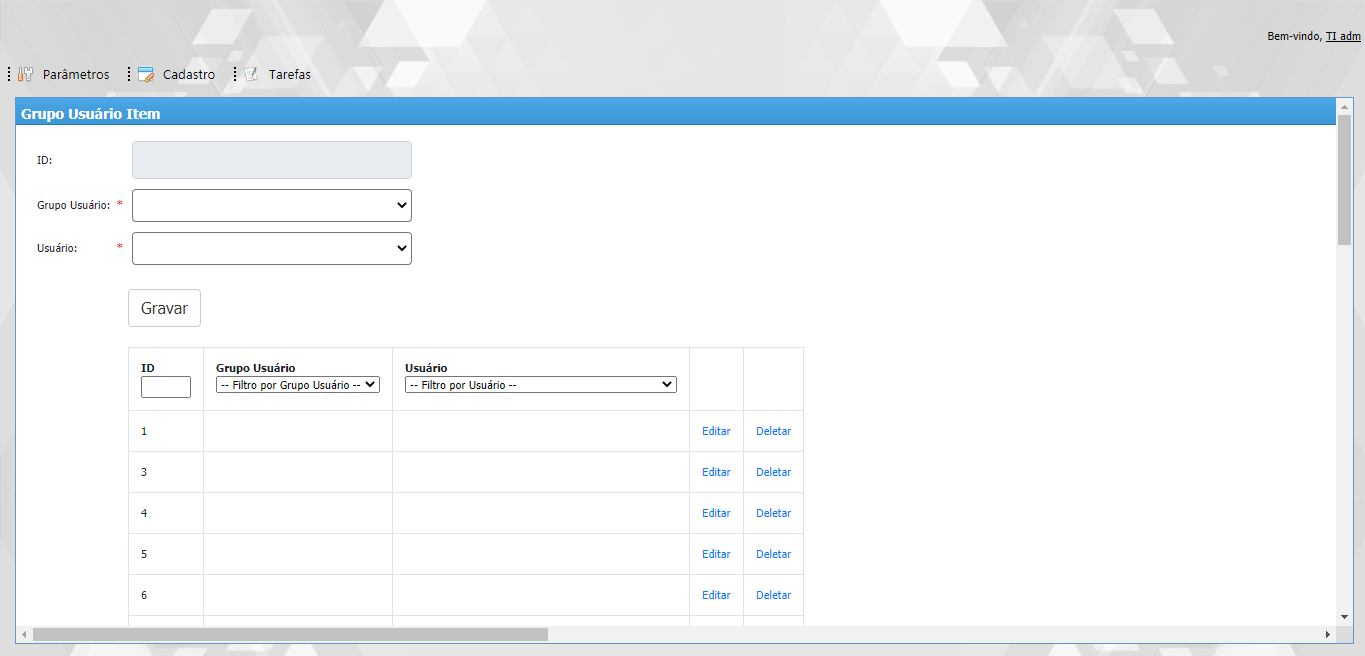 Bem-vindo, TI adm
Parâmetros Cadastro Tarefas
Grupo Usuário Item
ID:
Grupo Usuário: *
Usuário: *
Gravar
ID Grupo Usuário Usuário
-- Filtro por Grupo Usuário -- -- Filtro por Usuário --
1 Editar Deletar
3 Editar Deletar
4 Editar Deletar
5 Editar Deletar
6 Editar Deletar